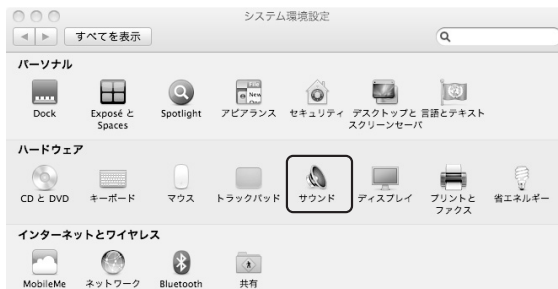 システム環境設定
すべてを表示
パーソナル
Dock
Exposé と
Spaces
Spotlight
アピアランス
セキュリティ
デスクトップと
スクリーンセーバ
言語とテキスト
ハードウェア
CD と DVD
キーボード
マウス
トラックパッド
サウンド
ディスプレイ
プリントと
ファクス
省エネルギー
インターネットとワイヤレス
MobileMe
ネットワーク
Bluetooth
共有